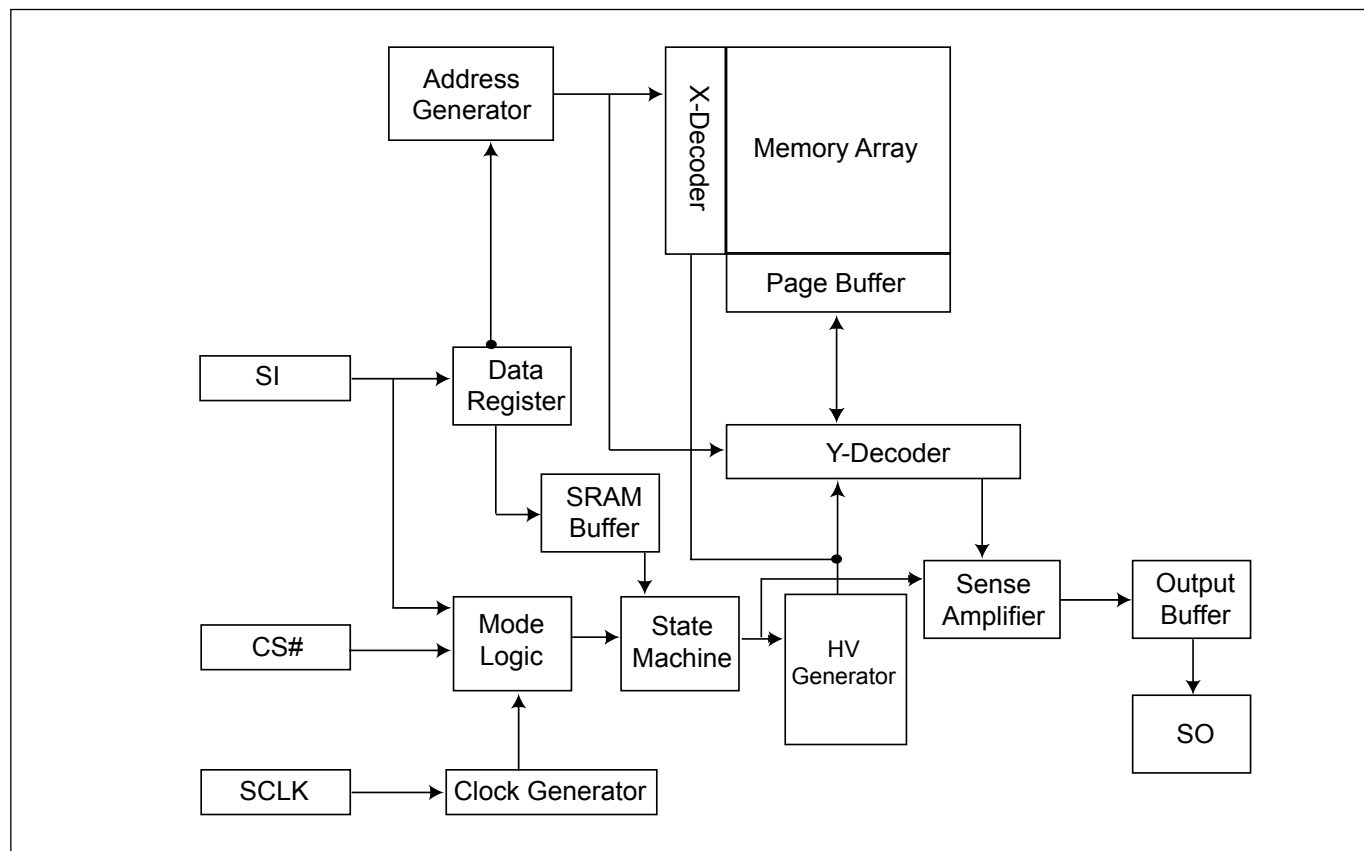 Address
Generator
X-Decoder
Memory Array
Page Buffer
SI
Data
Register
Y-Decoder
SRAM
Buffer
Sense
Amplifier
Output
Buffer
CS#
Mode
Logic
State
Machine
HV
Generator
SO
SCLK
Clock Generator